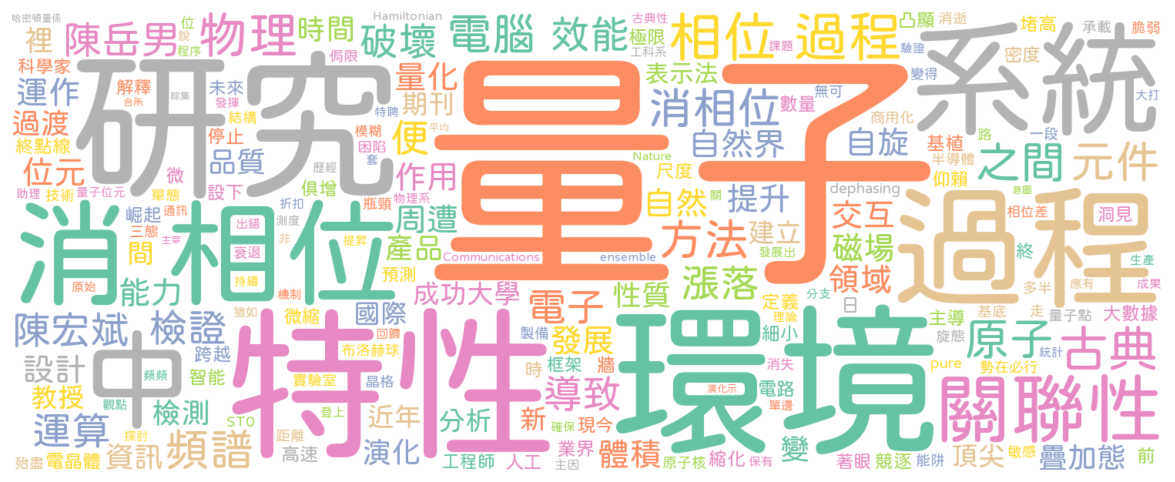 哈密頓量係
位
說
程序
Hamiltonian
古典性
工科系
凸顯
消逝
堵高
承載
脆弱
裡
陳岳男
物理
時間
侷限
破壞
電腦
效能
極限
相位
過程
課題
驗證
密度
系統
科學家
研究
量化
量子
表示法
變得
大打
運作
解釋
合所
未來
發揮
綜集
特聘
期刊
消相位
數量
無可
商用化
過渡
結構
停止
模糊
困陷
便
自然界
自旋
基植
路
一段
終點線
位元
品質
歷經
套
平均
Nature
尺度
半導體
之間
元件
微
作用
關
dephasing
仰賴
助理
技術
量子位元
單態
設下
俱增
瓶頸
物理系
自然
提升
交互
意圖
消
相位
崛起
通訊
折扣
周遭
方法
建立
相位差
洞見
三態
出錯
測度
產品
磁場
過程
間
主宰
衰退
非
提昇
預測
Communications
ensemble
發展出
領域
終
生產
原始
能力
持續
機制
成功大學
性質
漲落
定義
分支
日
多半
應有
成果
猶如
微縮
國際
電子
理論
基底
走
量子點
大數據
陳宏斌
檢證
回歸
製備
發展
環境
細小
主導
旋態
原子
古典
跨越
布洛赫球
時
框架
牆
晶格
消失
統計
設計
中
頻頻
智能
特性
實驗室
導致
pure
勢在必行
教授
觀點
檢測
登上
近年
新
演化示
電路
單邊
關聯性
STO
分析
確保
現今
運算
探討
距離
體積
變
殆盡
電晶體
資訊
頻譜
高速
主因
演化
工程師
人工
業界
原子核
縮化
保有
著眼
競逐
能阱
頂尖
敏感
疊加態
前